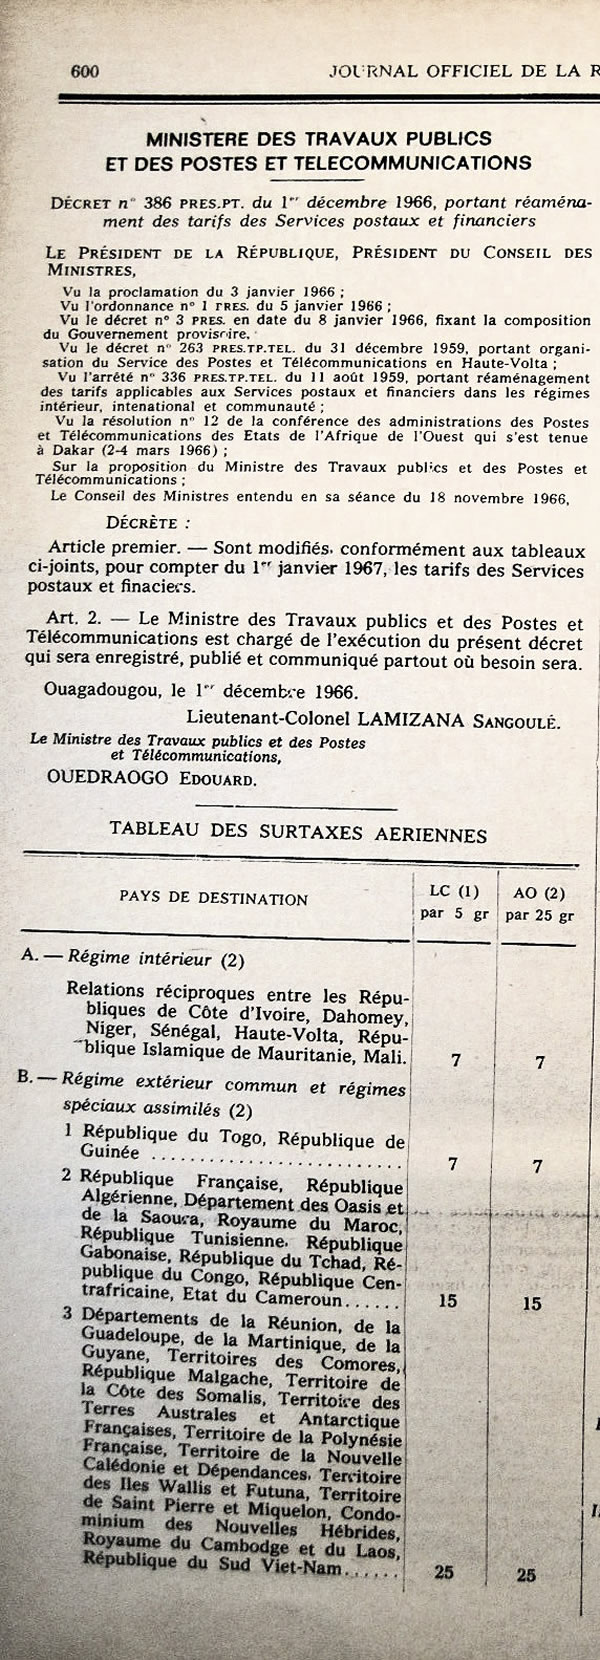 600
JOURNAL OFFICIEL DE LA R
MINISTERE DES TRAVAUX PUBLICS
ET DES POSTES ET TELECOMMUNICATIONS
DÉCRET n° 386 PRES.PT. du 1er décembre 1966, portant réaména-
ment des tarifs des Services postaux et financiers
LE PRÉSIDENT DE LA RÉPUBLIQUE, PRÉSIDENT DU CONSEIL DES
MINISTRES,
Vu la proclamation du 3 janvier 1966 ;
Vu l'ordonnance n° 1 PRES. du 5 janvier 1966 ;
Vu le décret n° 3 PRES. en date du 8 janvier 1966, fixant la composition
du Gouvernement provisoire.
Vu le décret n° 263 PRES.TP.TEL. du 31 décembre 1959, portant organi-
sation du Service des Postes et Télécommunications en Haute-Volta ;
Vu l'arrêté n° 336 PRES.TP.TEL. du 11 août 1959, portant réaménagement
des tarifs applicables aux Services postaux et financiers dans les régimes
intérieur, intenational et communauté ;
Vu la résolution n° 12 de la conférence des administrations des Postes
et Télécommunications des Etats de l'Afrique de l'Ouest qui s'est tenue
à Dakar (2-4 mars 1966) ;
Sur la proposition du Ministre des Travaux publics et des Postes et
Télécommunications ;
Le Conseil des Ministres entendu en sa séance du 18 novembre 1966,
DÉCRÈTE :
Article premier. — Sont modifiés, conformément aux tableaux
ci-joints, pour compter du 1er janvier 1967, les tarifs des Services
postaux et finaciers.
Art. 2. — Le Ministre des Travaux publics et des Postes et
Télécommunications est chargé de l'exécution du présent décret
qui sera enregistré, publié et communiqué partout où besoin sera.
Ouagadougou, le 1er décembre 1966.
Lieutenant-Colonel LAMIZANA SANGOULÉ.
Le Ministre des Travaux publics et des Postes
et Télécommunications,
OUEDRAOGO EDOUARD.
TABLEAU DES SURTAXES AERIENNES
PAYS DE DESTINATION LC (1) AO (2)
par 5 gr par 25 gr
A. — Régime intérieur (2)
Relations réciproques entre les Répu-
bliques de Côte d'Ivoire, Dahomey,
Niger, Sénégal, Haute-Volta, Répu-
blique Islamique de Mauritanie, Mali. 7 7
B. — Régime extérieur commun et régimes
spéciaux assimilés (2)
1 République du Togo, République de
Guinée .......................... 7 7
2 République Française, République
Algérienne, Département des Oasis et
de la Saoura, Royaume du Maroc,
République Tunisienne, République
Gabonaise, République du Tchad, Ré-
publique du Congo, République Cen-
trafricaine, Etat du Cameroun...... 15 15
3 Départements de la Réunion, de la
Guadeloupe, de la Martinique, de la
Guyane, Territoires des Comores,
République Malgache, Territoire de
la Côte des Somalis, Territoire des
Terres Australes et Antarctique
Françaises, Territoire de la Polynésie
Française, Territoire de la Nouvelle
Calédonie et Dépendances, Territoire
des Iles Wallis et Futuna, Territoire
de Saint Pierre et Miquelon, Condo-
minium des Nouvelles Hébrides,
Royaume du Cambodge et du Laos,
République du Sud Viet-Nam...... 25 25